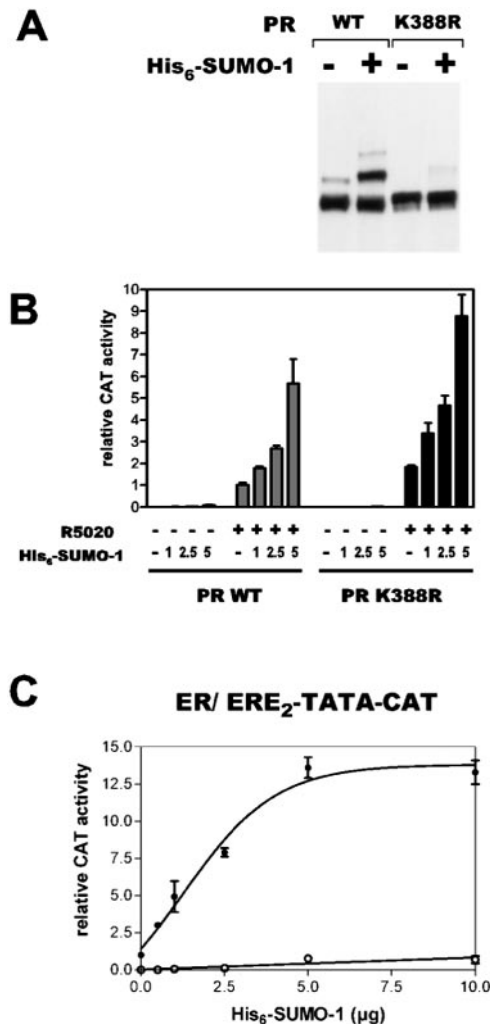 A
PR WT K388R
His6-SUMO-1 - + - +
B
relative CAT activity
10
9
8
7
6
5
4
3
2
1
0
R5020 - - - - + + + + - - - - + + + +
His6-SUMO-1 - 1 2.5 5 - 1 2.5 5 - 1 2.5 5 - 1 2.5 5
PR WT PR K388R
C
ER/ ERE2-TATA-CAT
relative CAT activity
15.0
12.5
10.0
7.5
5.0
2.5
0.0
0.0 2.5 5.0 7.5 10.0
His6-SUMO-1 (µg)